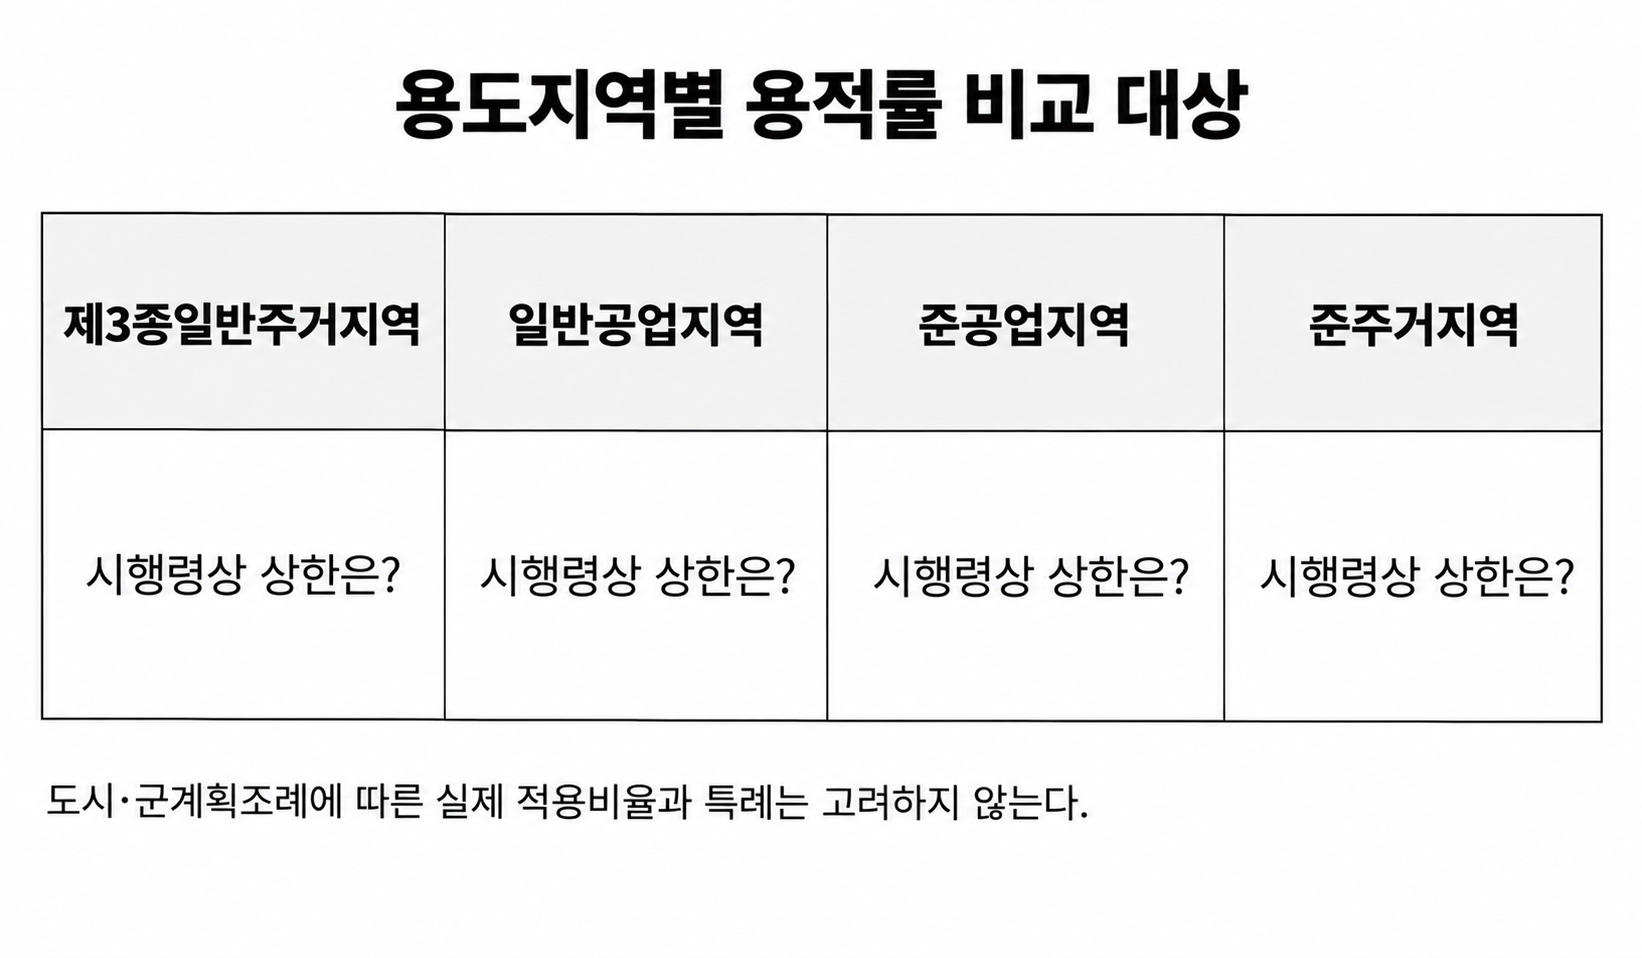 용도지역별 용적률 비교 대상
제3종일반주거지역 일반공업지역 준공업지역 준주거지역
시행령상 상한은? 시행령상 상한은? 시행령상 상한은? 시행령상 상한은?
도시·군계획조례에 따른 실제 적용비율과 특례는 고려하지 않는다.